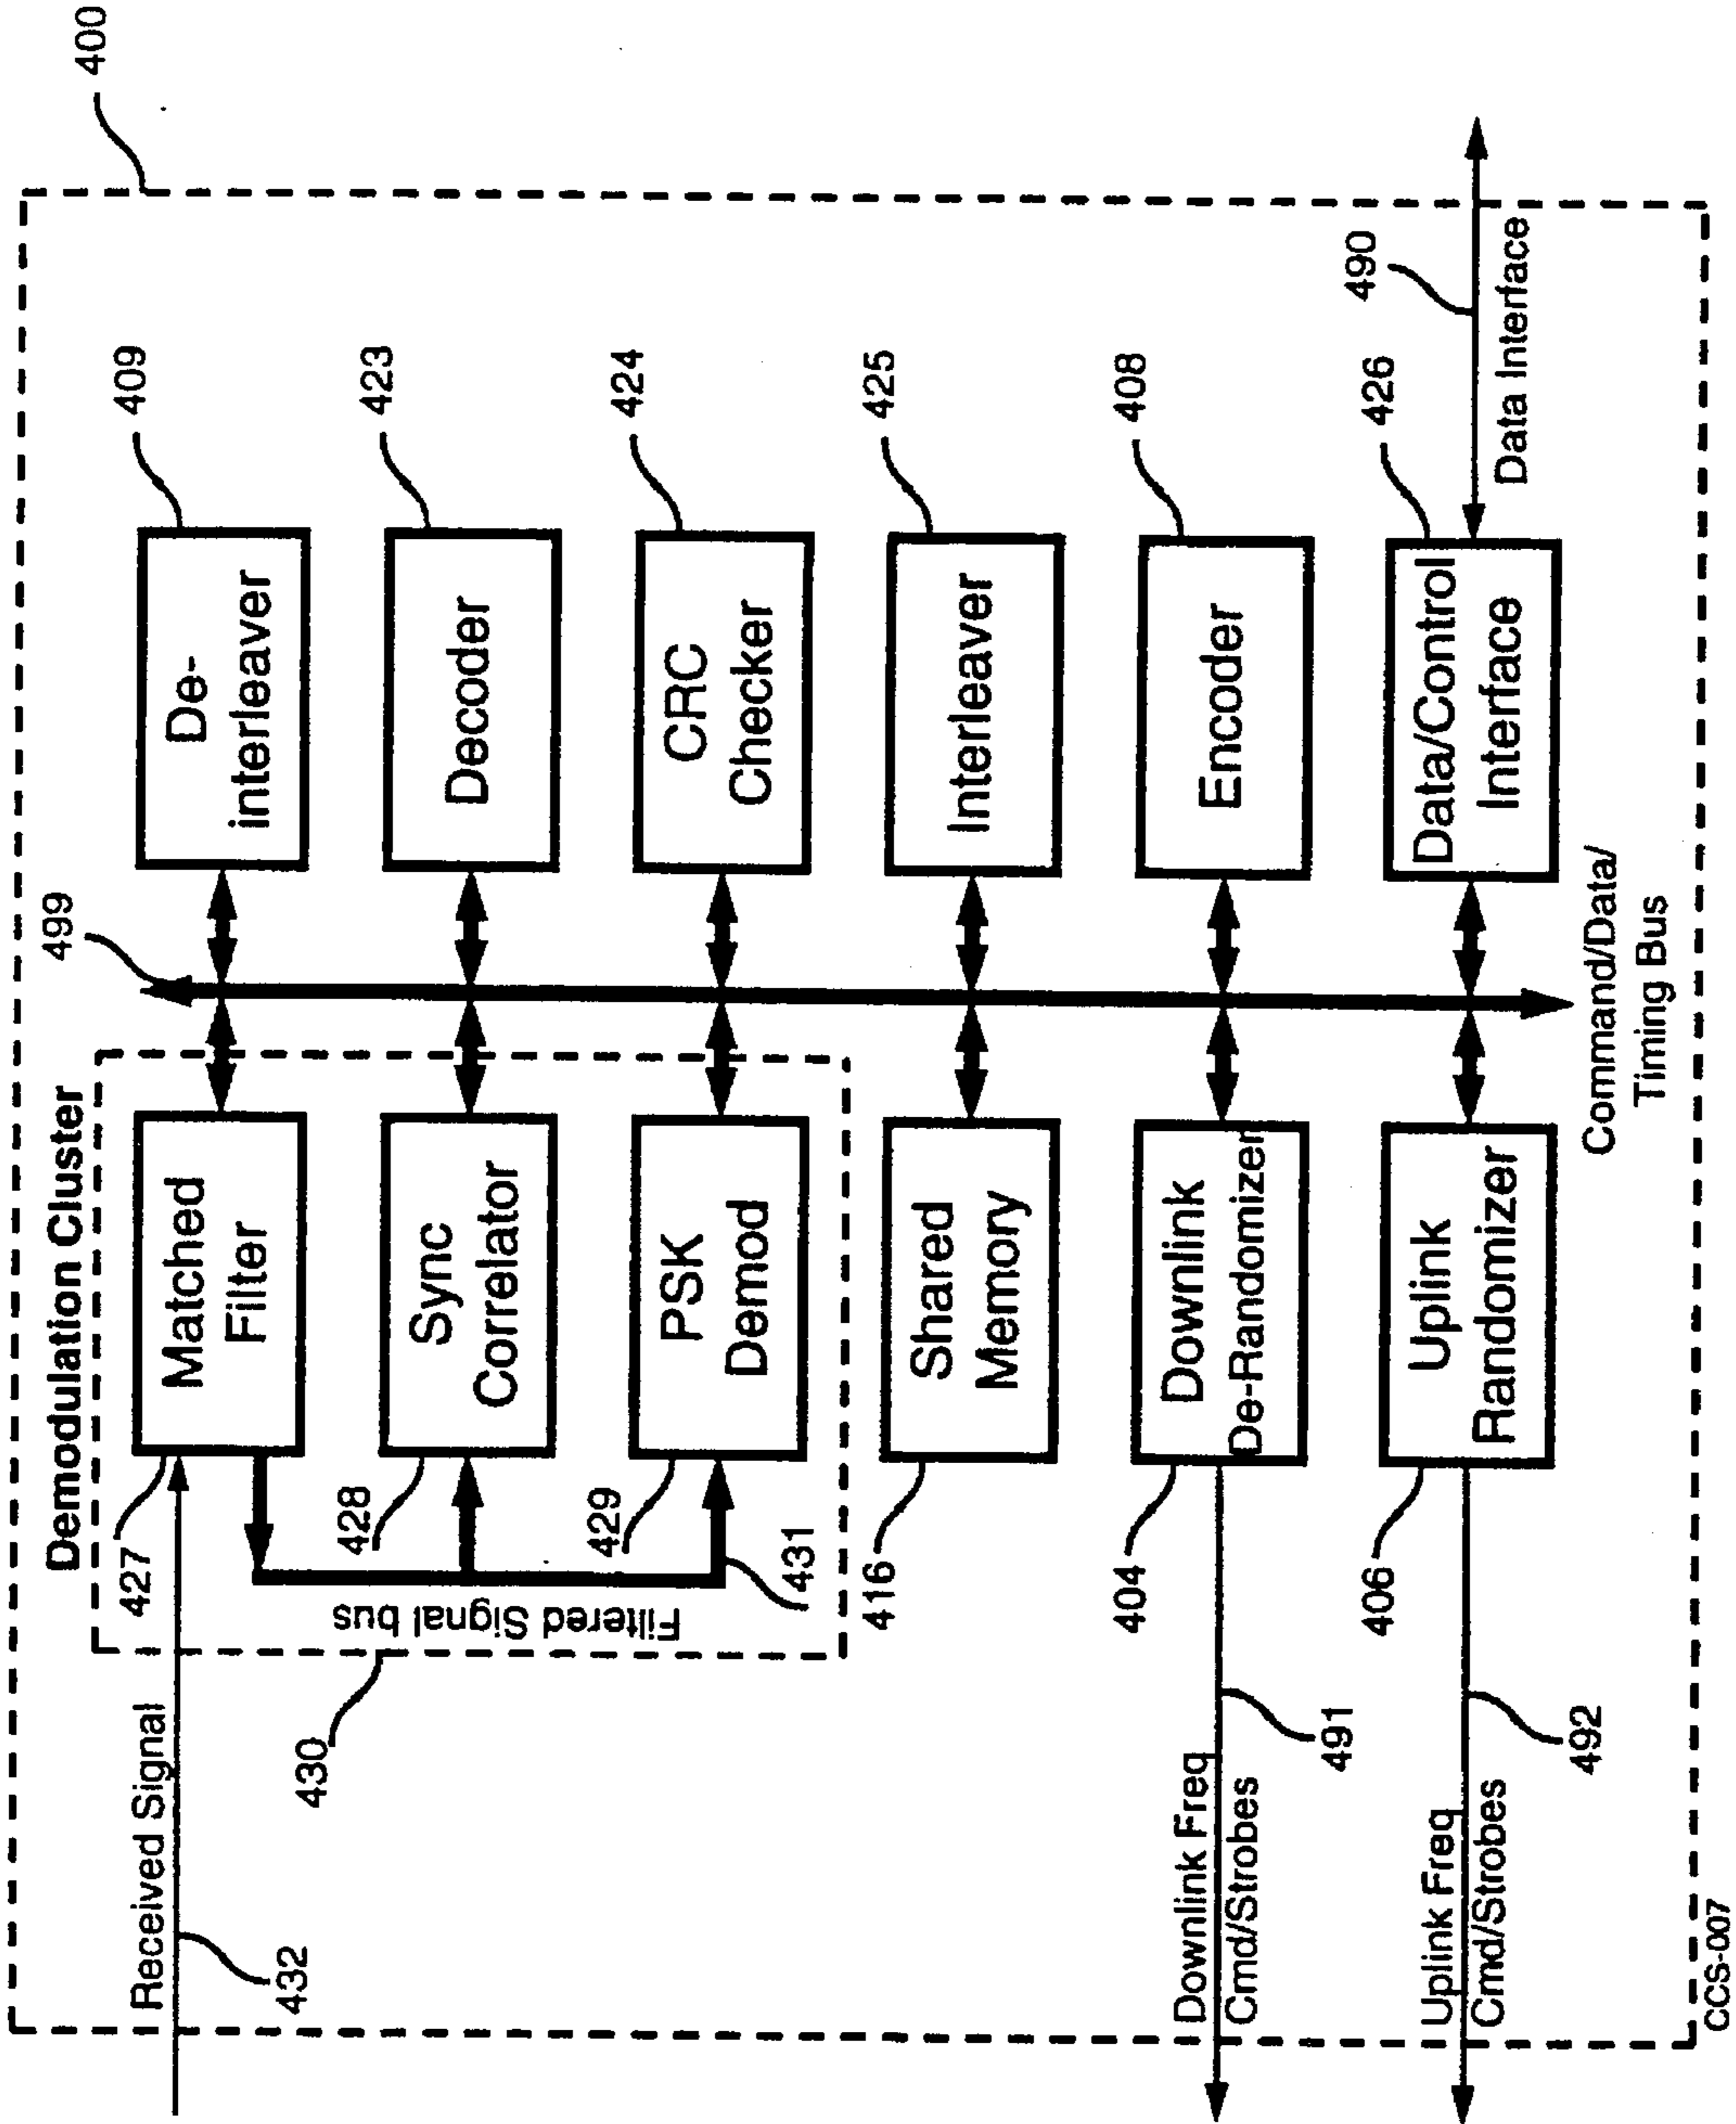 400
499
Demodulation Cluster
Received Signal
432
427
Matched
Filter
De-
interleaver
409
428
Sync
Correlator
Decoder
423
Filtered Signal bus
430
429
431
PSK
Demod
CRC
Checker
424
416
Shared
Memory
Interleaver
425
Downlink Freq
Cmd/Strobes
491
404
Downlink
De-Randomizer
Encoder
408
Uplink Freq
Cmd/Strobes
492
406
Uplink
Randomizer
Data/Control
Interface
426
490
Data Interface
Command/Data/
Timing Bus
CCS-007